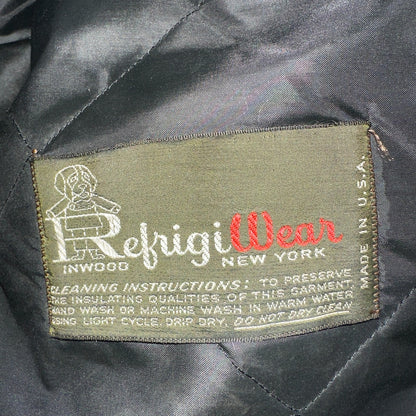 RefrigiWear
INWOOD NEW YORK
CLEANING INSTRUCTIONS: TO PRESERVE
THE INSULATING QUALITIES OF THIS GARMENT,
HAND WASH OR MACHINE WASH IN WARM WATER
USING LIGHT CYCLE. DRIP DRY. DO NOT DRY CLEAN
MADE IN U.S.A.